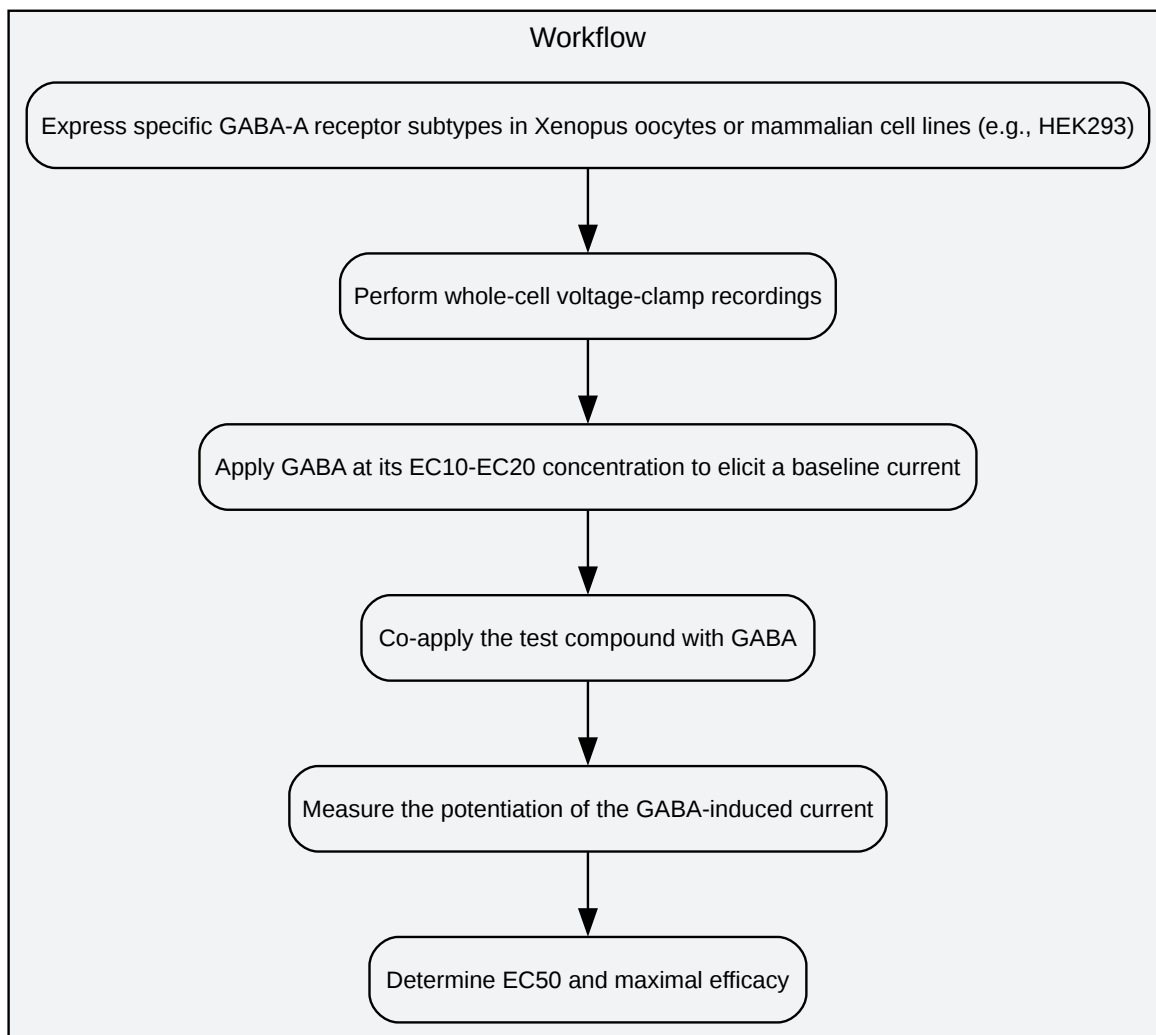 Workflow
Express specific GABA-A receptor subtypes in Xenopus oocytes or mammalian cell lines (e.g., HEK293)
Perform whole-cell voltage-clamp recordings
Apply GABA at its EC10-EC20 concentration to elicit a baseline current
Co-apply the test compound with GABA
Measure the potentiation of the GABA-induced current
Determine EC50 and maximal efficacy